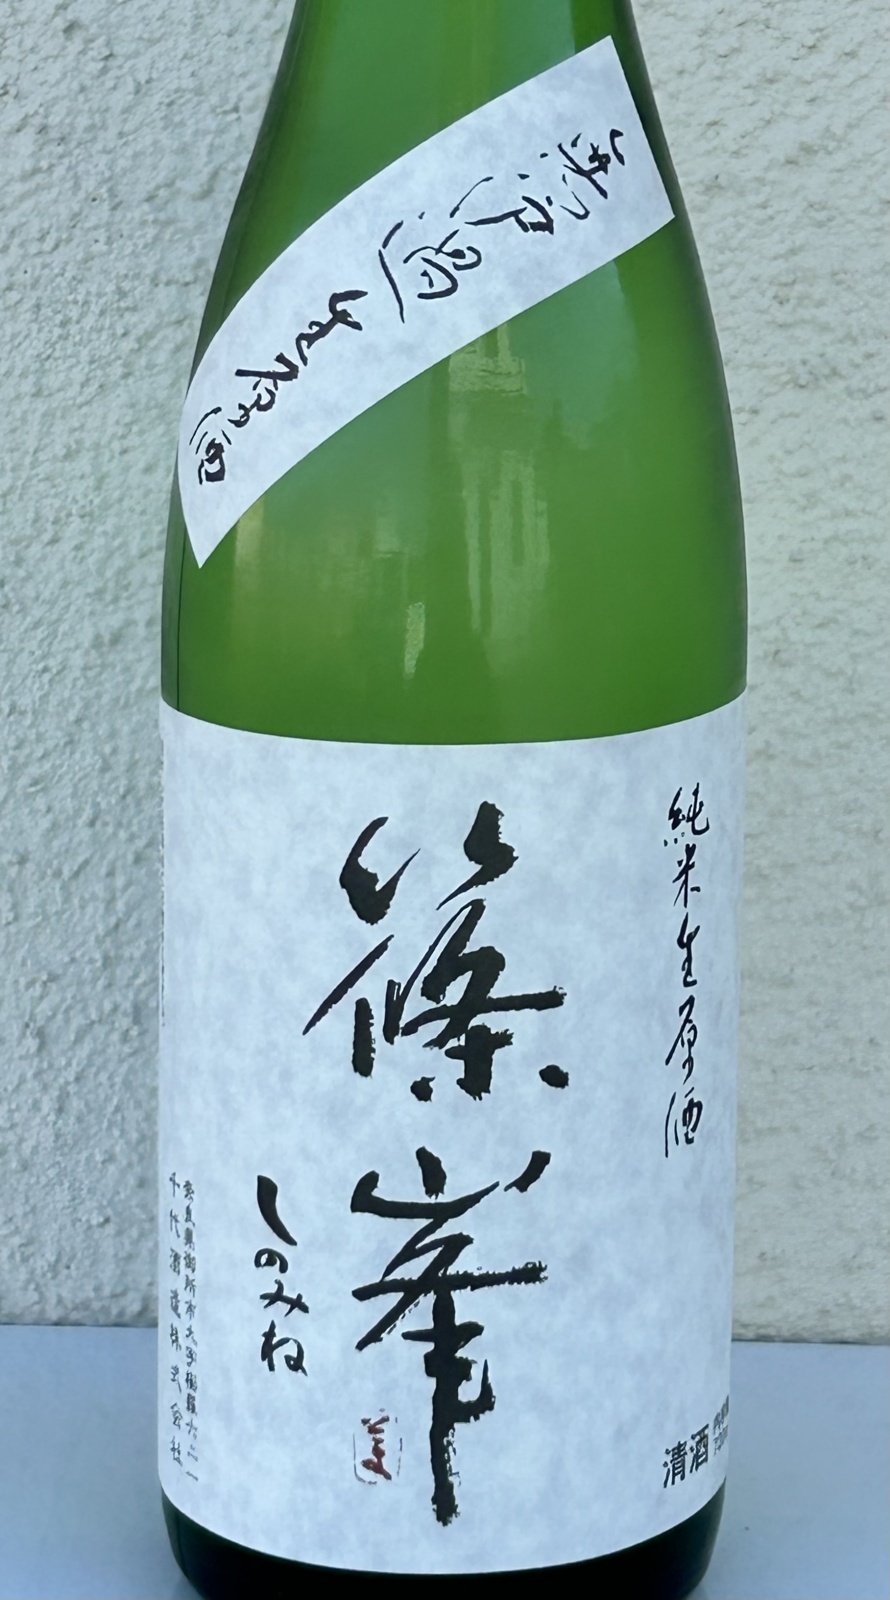 無濾過生原酒
純米生原酒
篠峯
しのみね
奈良県御所市大字櫛羅六二一
千代酒造株式会社
清酒